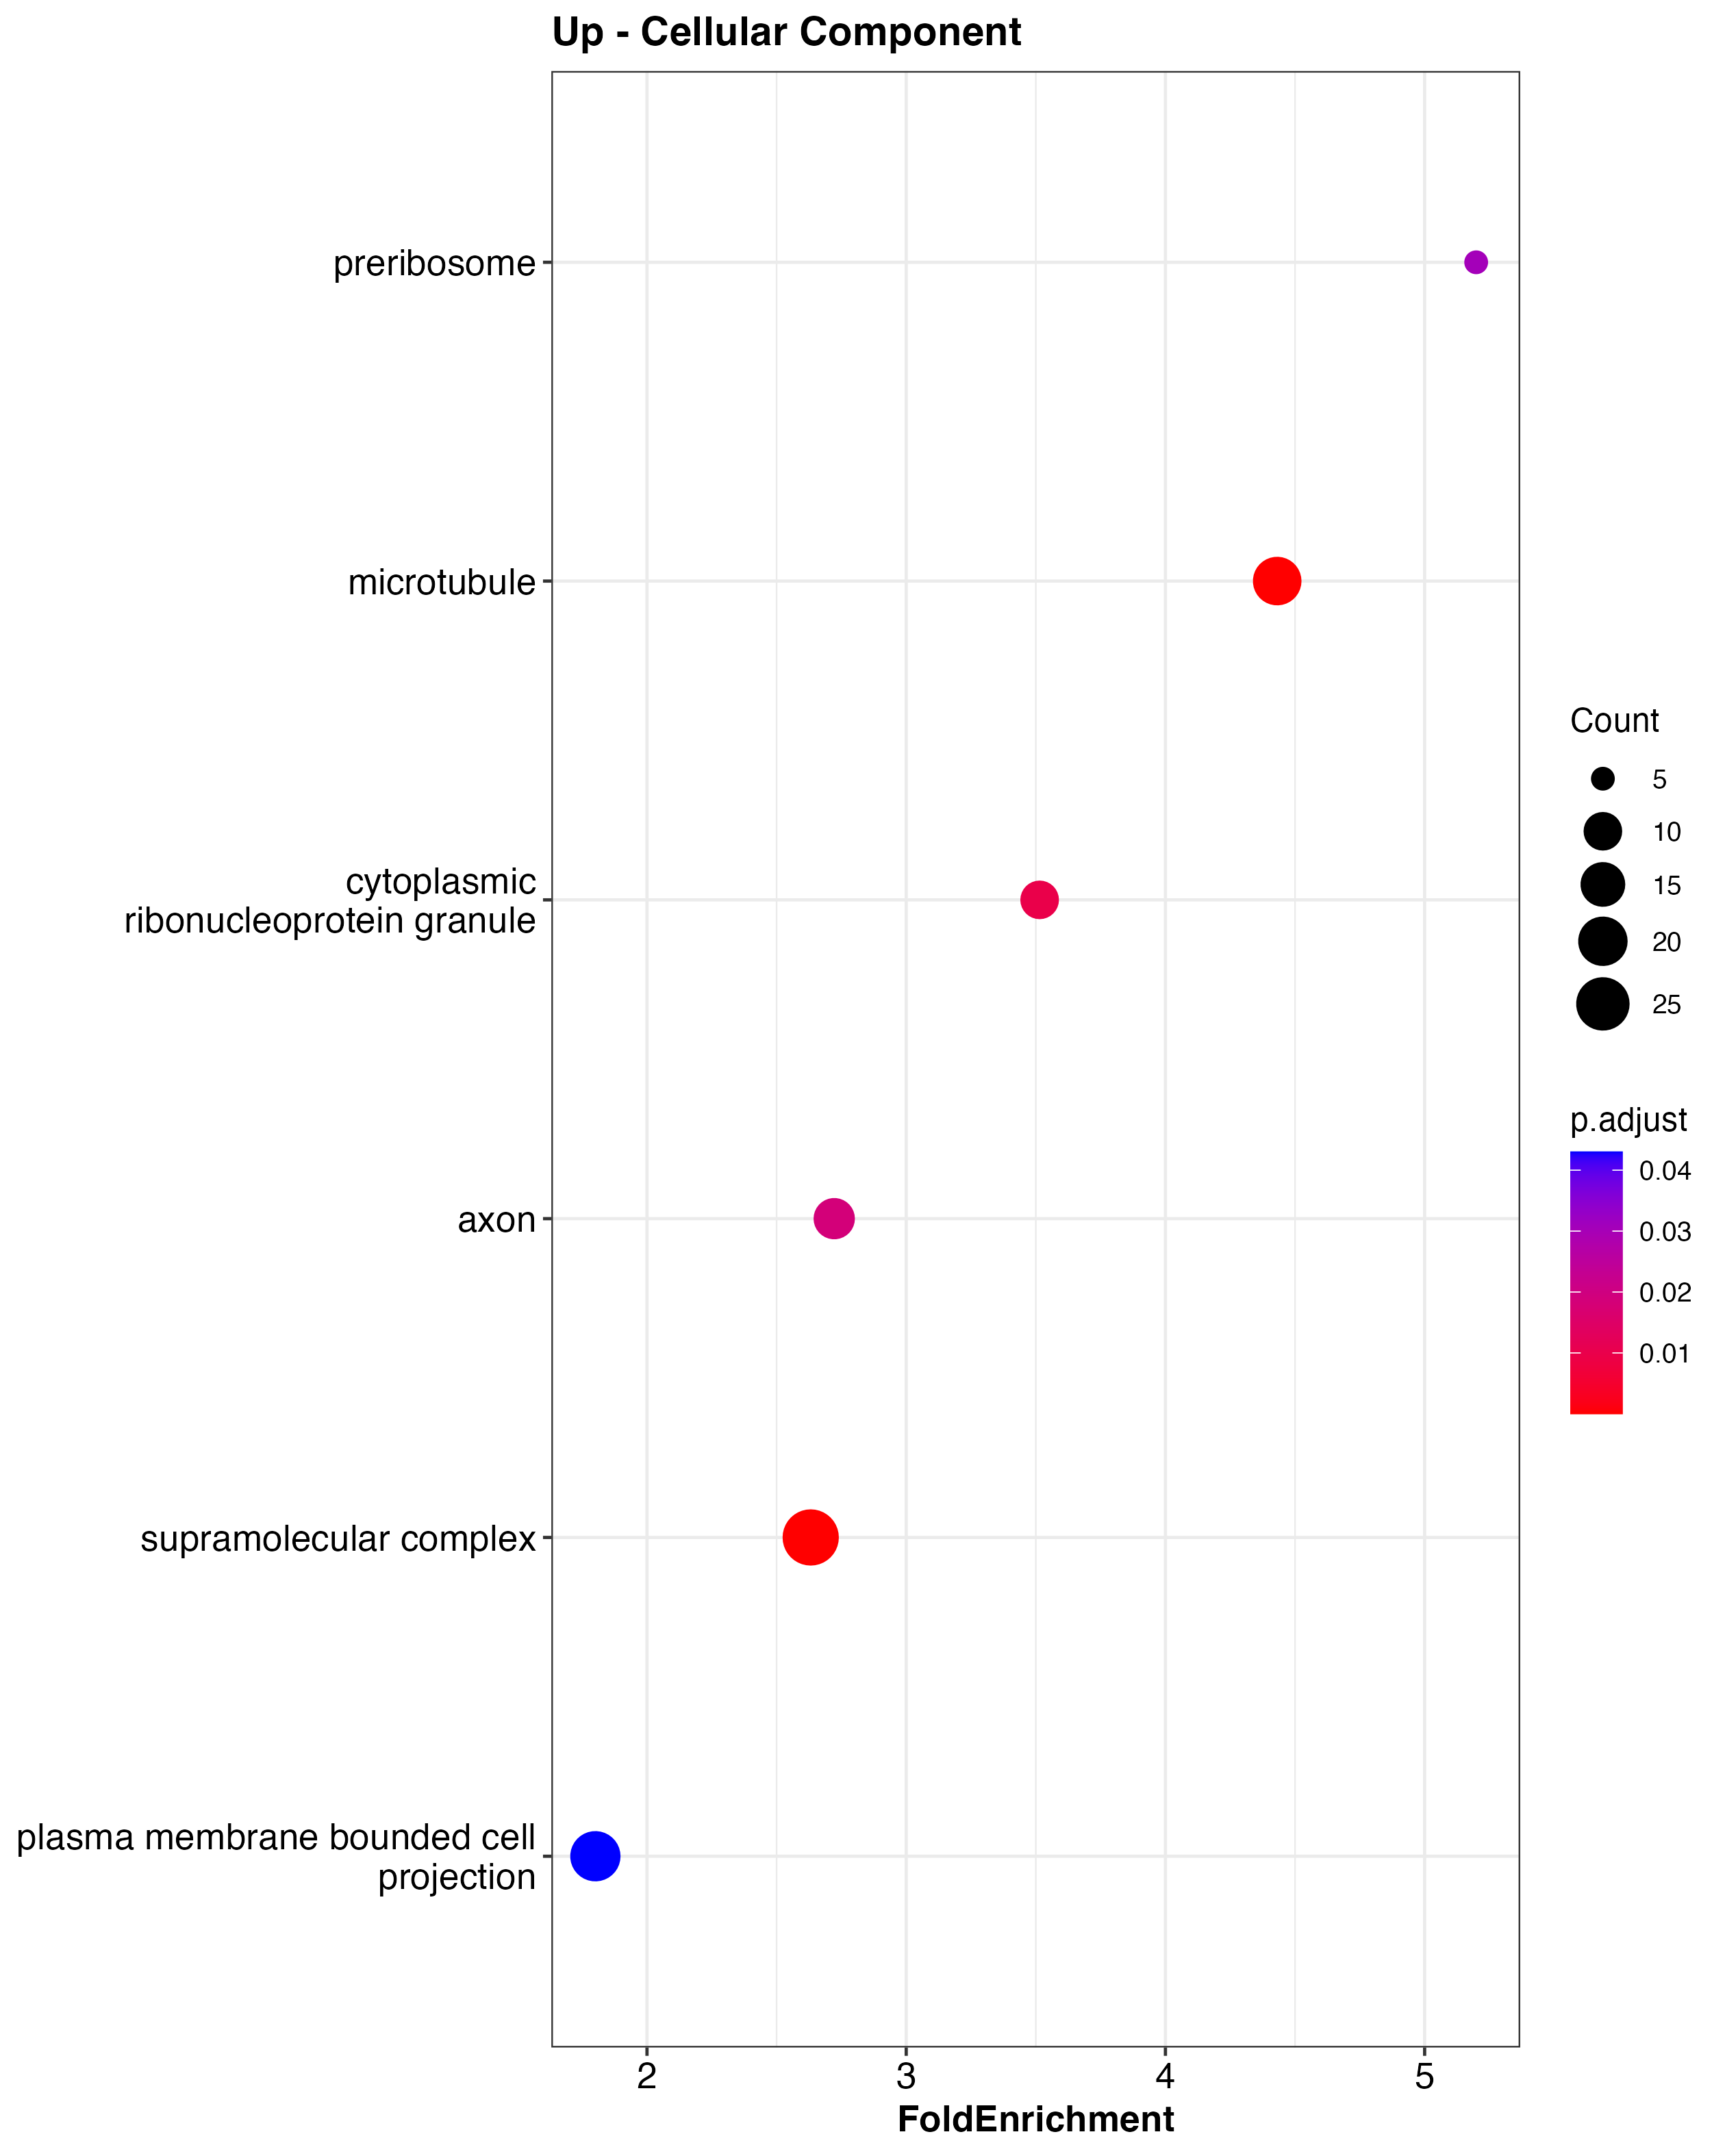 Up - Cellular Component
preribosome
microtubule
cytoplasmic
ribonucleoprotein granule
axon
supramolecular complex
plasma membrane bounded cell
projection
2
3
4
5
FoldEnrichment
Count
5
10
15
20
25
p.adjust
0.04
0.03
0.02
0.01